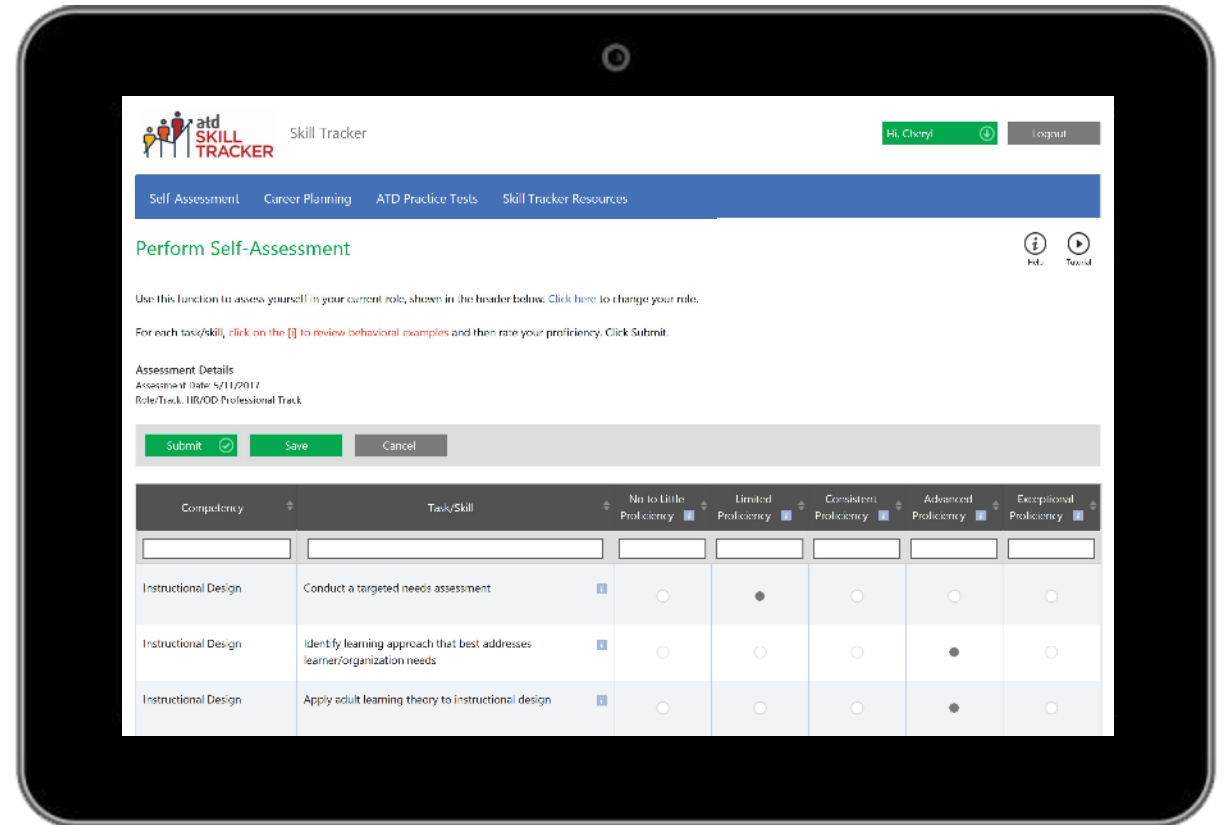 atd
SKILL
TRACKER
Skill Tracker
Hi, Cheryl
Logout
Self Assessment Career Planning ATD Practice Tests Skill Tracker Resources
Perform Self-Assessment
Help Tutorial
Use this function to assess yourself in your current role, shown in the header below. Click here to change your role.
For each task/skill, click on the [i] to review behavioral examples and then rate your proficiency. Click Submit.
Assessment Details
Assessment Date: 5/11/2017
Role/Track: HR/OD Professional Track
Submit Save Cancel
Competency Task/Skill No to Little Proficiency i Limited Proficiency i Consistent Proficiency i Advanced Proficiency i Exceptional Proficiency i
Instructional Design Conduct a targeted needs assessment i
Instructional Design Identify learning approach that best addresses i
learner/organization needs
Instructional Design Apply adult learning theory to instructional design i